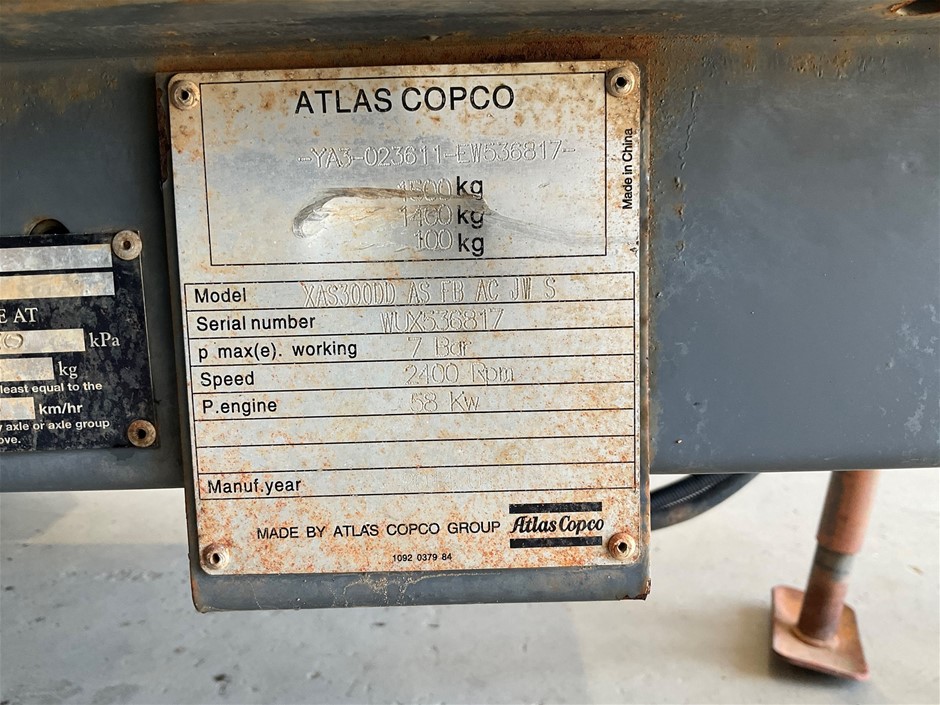 ATLAS COPCO
-YA3-023611-EW536817-
1500 kg
1400 kg
100 kg
Made in China
Model XAS300DD AS FB AC JW S
Serial number WUX536817
p max(e). working 7 Bar
Speed 2400 Rpm
P.engine 58 Kw
Manuf.year
MADE BY ATLAS COPCO GROUP Atlas Copco
1092 0379 84
E AT
kPa
kg
least equal to the
km/hr
axle or axle group
ove.